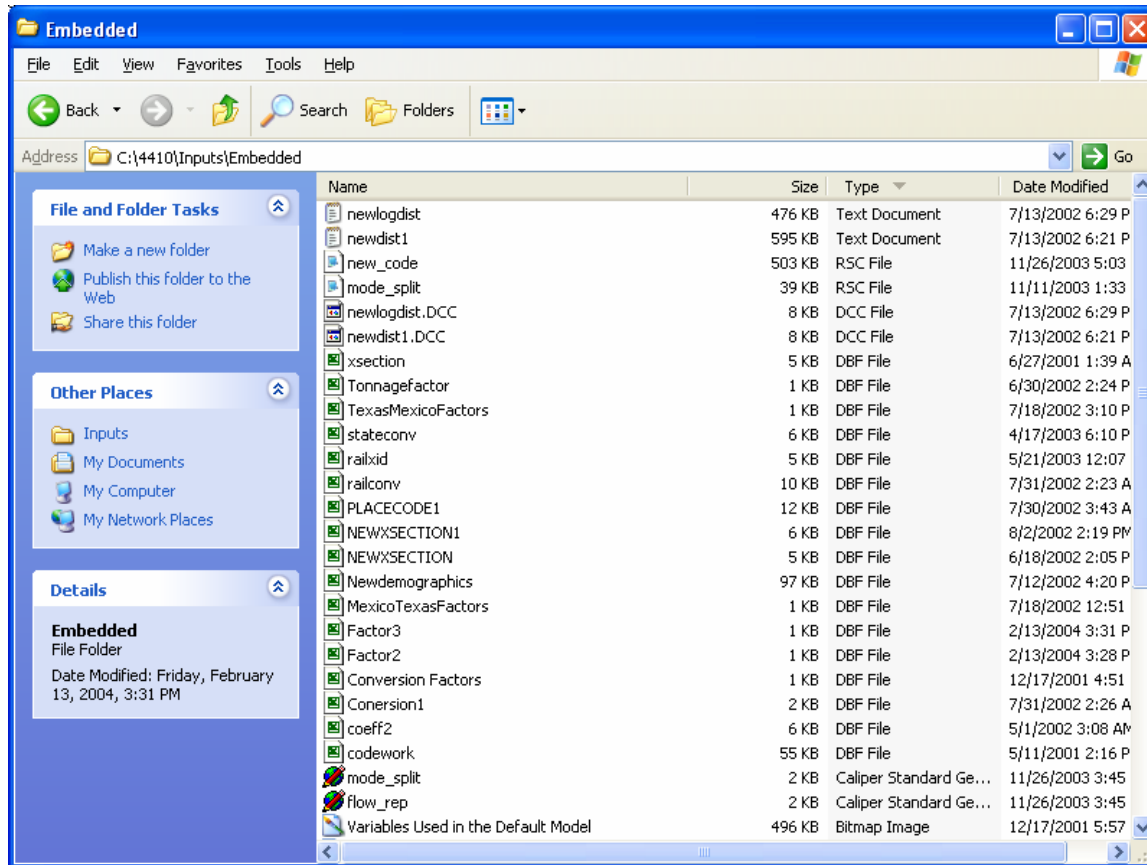 Embedded
File Edit View Favorites Tools Help
Back Search Folders
Address C:\4410\Inputs\Embedded Go
File and Folder Tasks
Make a new folder
Publish this folder to the
Web
Share this folder
Other Places
Inputs
My Documents
My Computer
My Network Places
Details
Embedded
File Folder
Date Modified: Friday, February
13, 2004, 3:31 PM
Name Size Type Date Modified
newlogdist 476 KB Text Document 7/13/2002 6:29 P
newdist1 595 KB Text Document 7/13/2002 6:21 P
new_code 503 KB RSC File 11/26/2003 5:03
mode_split 39 KB RSC File 11/11/2003 1:33
newlogdist.DCC 8 KB DCC File 7/13/2002 6:29 P
newdist1.DCC 8 KB DCC File 7/13/2002 6:21 P
xsection 5 KB DBF File 6/27/2001 1:39 A
Tonnagefactor 1 KB DBF File 6/30/2002 2:24 P
TexasMexicoFactors 1 KB DBF File 7/18/2002 3:10 P
stateconv 6 KB DBF File 4/17/2003 6:10 P
railxid 5 KB DBF File 5/21/2003 12:07
railconv 10 KB DBF File 7/31/2002 2:23 A
PLACECODE1 12 KB DBF File 7/30/2002 3:43 A
NEWXSECTION1 6 KB DBF File 8/2/2002 2:19 PM
NEWXSECTION 5 KB DBF File 6/18/2002 2:05 P
Newdemographics 97 KB DBF File 7/12/2002 4:20 P
MexicoTexasFactors 1 KB DBF File 7/18/2002 12:51
Factor3 1 KB DBF File 2/13/2004 3:31 P
Factor2 1 KB DBF File 2/13/2004 3:28 P
Conversion Factors 1 KB DBF File 12/17/2001 4:51
Conersion1 2 KB DBF File 7/31/2002 2:26 A
coeff2 6 KB DBF File 5/1/2002 3:08 AM
codework 55 KB DBF File 5/11/2001 2:16 P
mode_split 2 KB Caliper Standard Ge... 11/26/2003 3:45
flow_rep 2 KB Caliper Standard Ge... 11/26/2003 3:45
Variables Used in the Default Model 496 KB Bitmap Image 12/17/2001 5:57